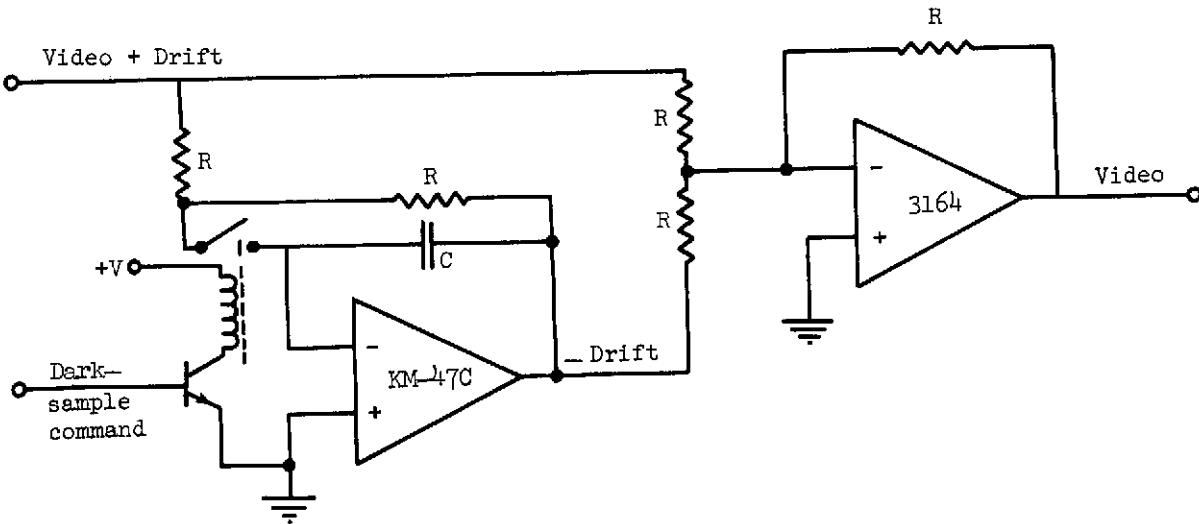 R
Video + Drift
R
R
R
R
C
+V
-
+
3164
Video
-
+
KM-47C
— Drift
Dark—
sample
command